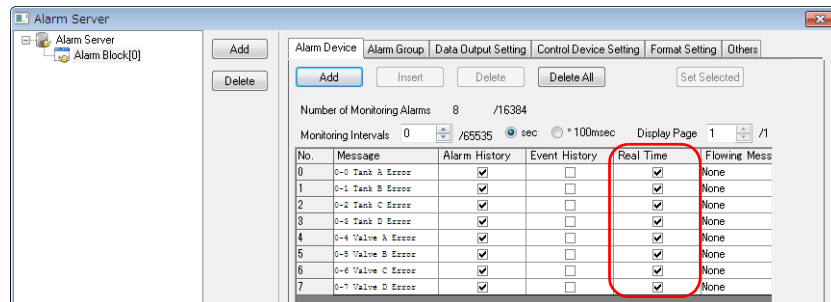 Alarm Server
Alarm Server
Alarm Block[0]
Add
Delete
Alarm Device Alarm Group Data Output Setting Control Device Setting Format Setting Others
Add Insert Delete Delete All Set Selected
Number of Monitoring Alarms 8 /16384
Monitoring Intervals 0 /65535 sec * 100msec Display Page 1 /1
No. Message Alarm History Event History Real Time Flowing Mess
0 0-0 Tank A Error None
1 0-1 Tank B Error None
2 0-2 Tank C Error None
3 0-3 Tank D Error None
4 0-4 Valve A Error None
5 0-5 Valve B Error None
6 0-6 Valve C Error None
7 0-7 Valve D Error None